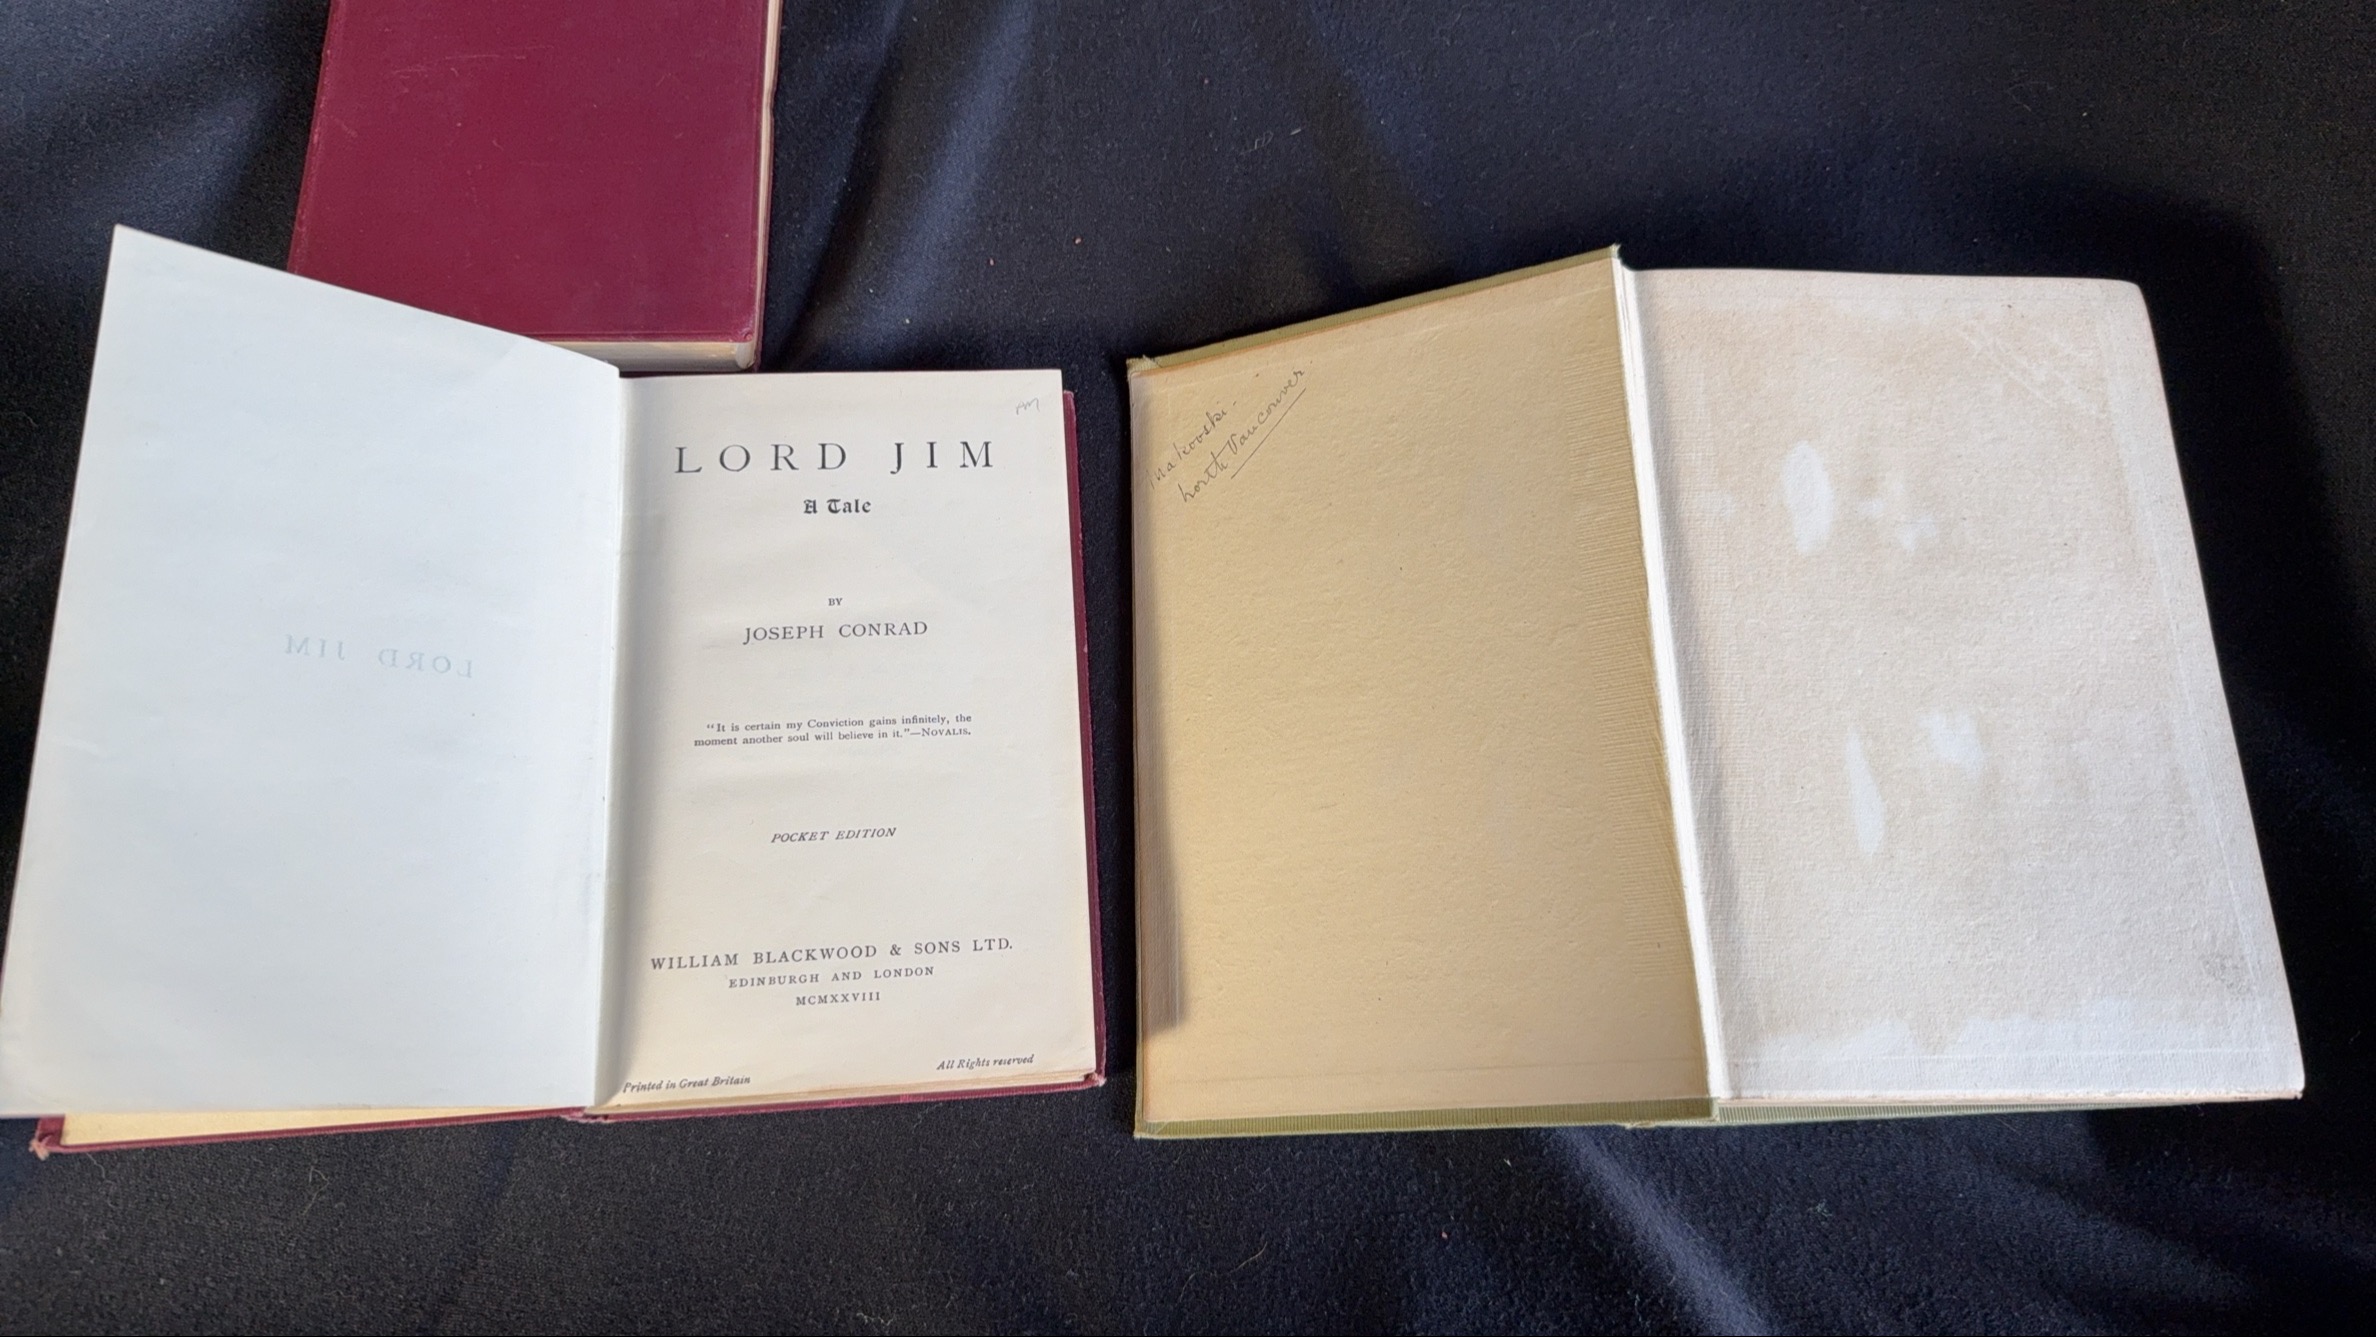 LORD JIM
LORD JIM
A Tale
BY
JOSEPH CONRAD
"It is certain my Conviction gains infinitely, the
moment another soul will believe in it."—NOVALIS.
POCKET EDITION
WILLIAM BLACKWOOD & SONS LTD.
EDINBURGH AND LONDON
MCMXXVIII
Printed in Great Britain
All Rights reserved
North Vancouver